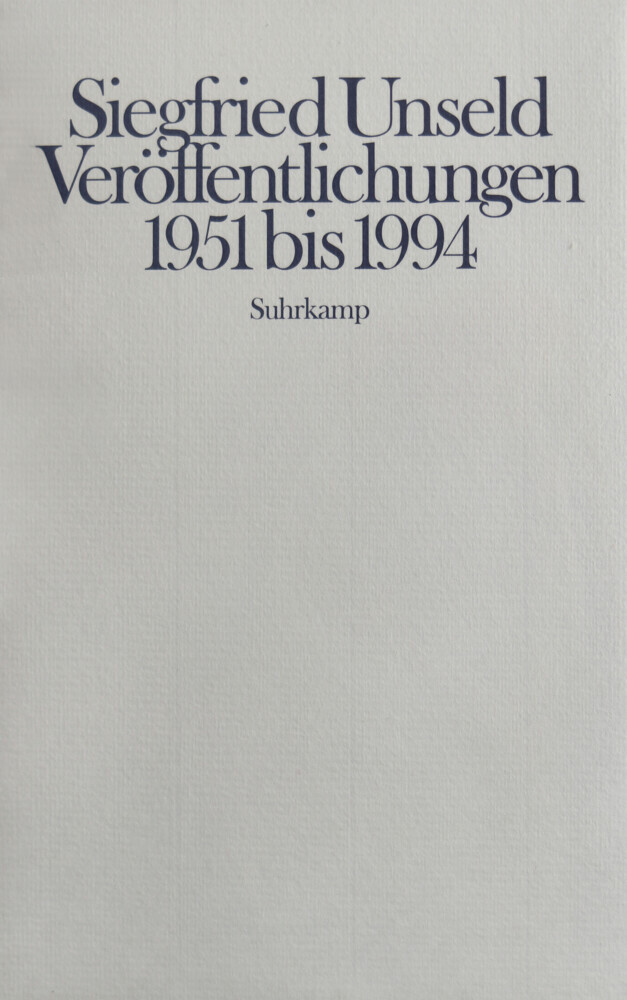 Siegfried Unseld
Veröffentlichungen
1951 bis 1994
Suhrkamp